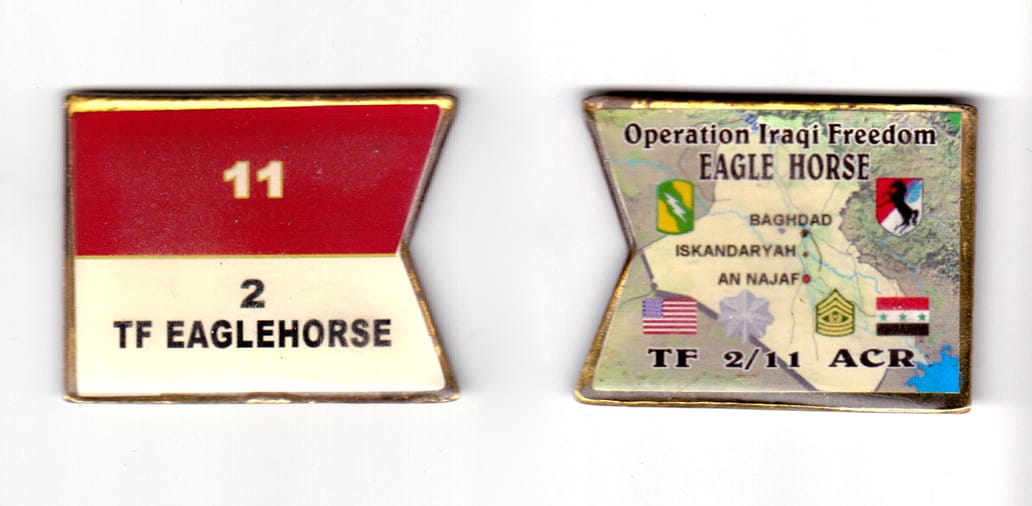 11
2
TF EAGLEHORSE
Operation Iraqi Freedom
EAGLE HORSE
BAGHDAD
ISKANDARYAH
AN NAJAF
TF 2/11 ACR